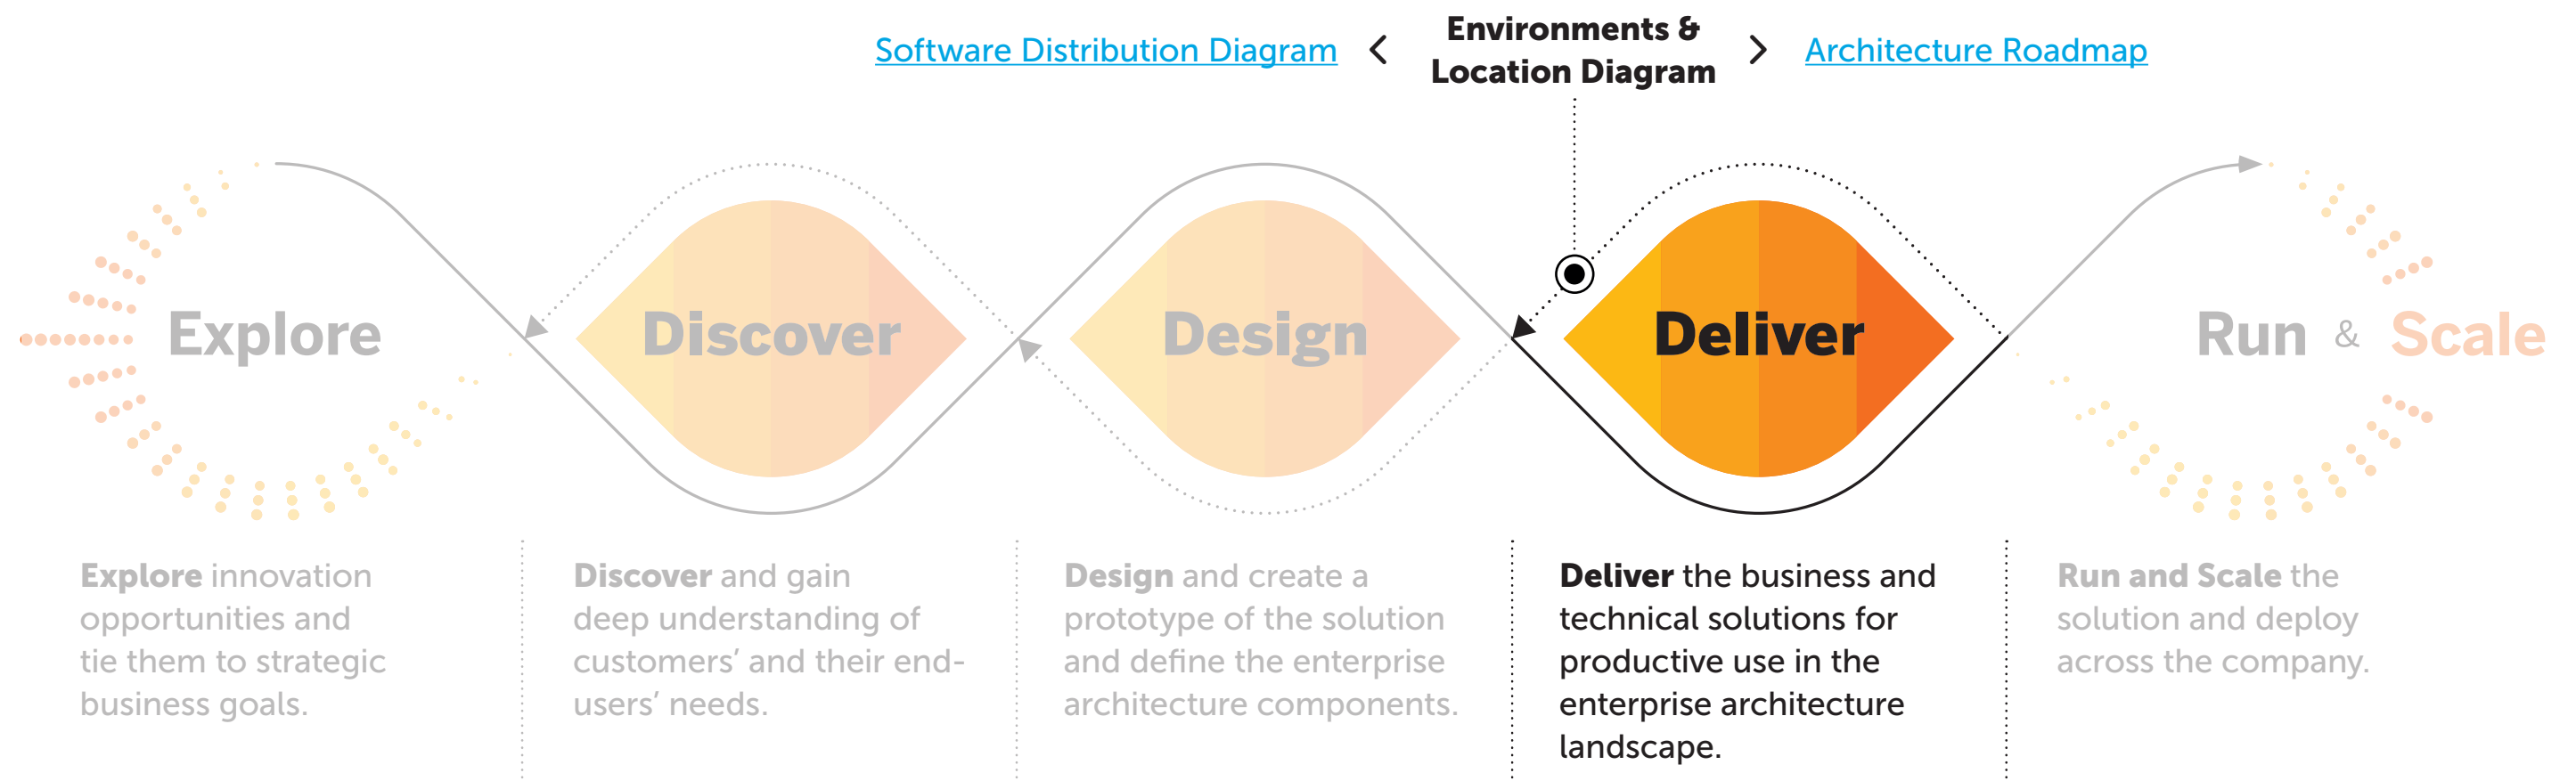 Software Distribution Diagram < Environments & Location Diagram > Architecture Roadmap
Explore
Discover
Design
Deliver
Run & Scale
Explore innovation
opportunities and
tie them to strategic
business goals.
Discover and gain
deep understanding of
customers’ and their end-
users’ needs.
Design and create a
prototype of the solution
and define the enterprise
architecture components.
Deliver the business and
technical solutions for
productive use in the
enterprise architecture
landscape.
Run and Scale the
solution and deploy
across the company.